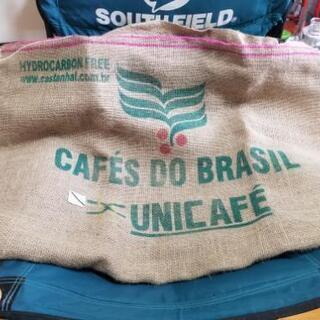 SOUTHFIELD
HYDROCARBON FREE
www.castanhal.com.br
CAFÉS DO BRASIL
UNICAFÉ